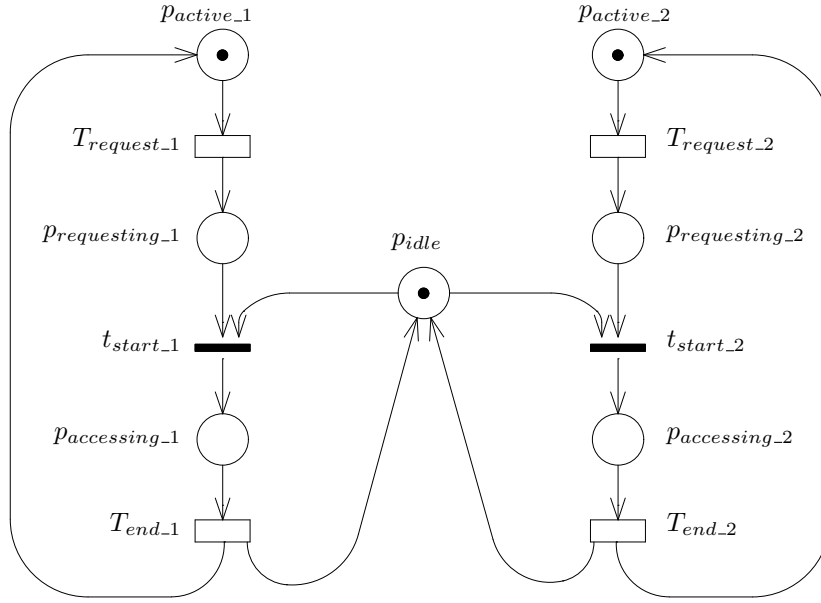 p_active_1
p_active_2
T_request_1
T_request_2
p_requesting_1
p_idle
p_requesting_2
t_start_1
t_start_2
p_accessing_1
p_accessing_2
T_end_1
T_end_2